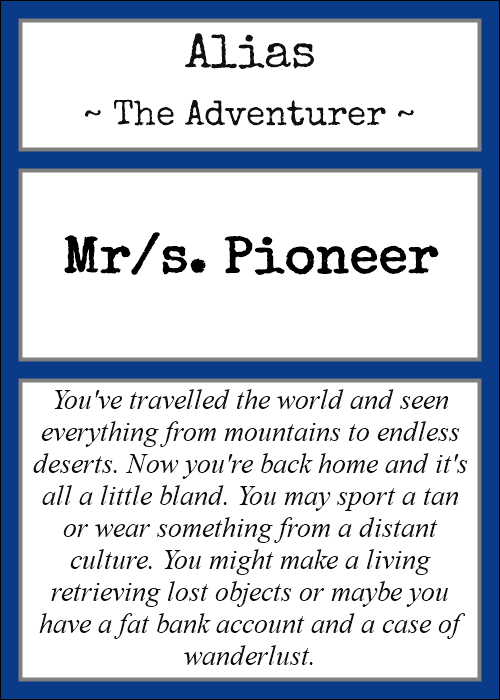 Alias
~ The Adventurer ~
Mr/s. Pioneer
You've travelled the world and seen
everything from mountains to endless
deserts. Now you're back home and it's
all a little bland. You may sport a tan
or wear something from a distant
culture. You might make a living
retrieving lost objects or maybe you
have a fat bank account and a case of
wanderlust.